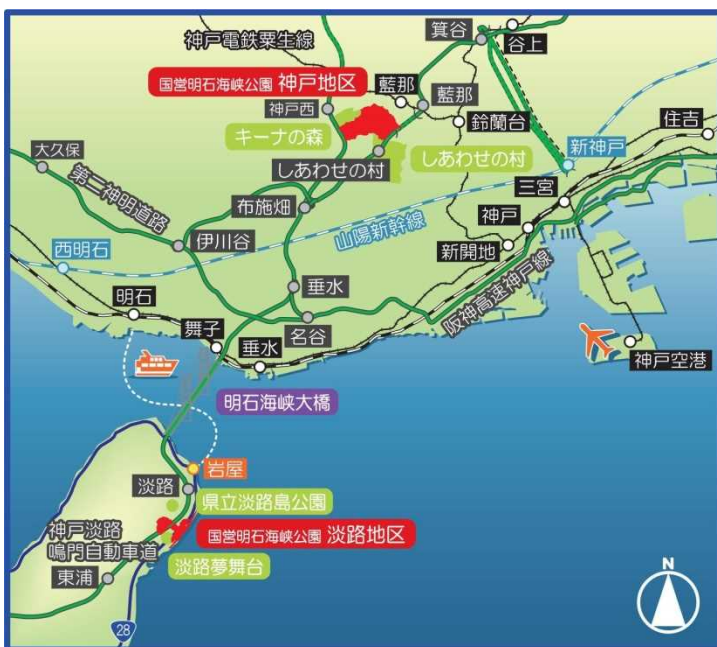 神戸電鉄粟生線
箕谷
谷上
国営明石海峡公園 神戸地区
藍那
藍那
神戸西
鈴蘭台
住吉
キーナの森
大久保
しあわせの村
しあわせの村
新神戸
第二神明道路
三宮
布施畑
神戸
伊川谷
山陽新幹線
新開地
西明石
垂水
明石
名谷
阪神高速神戸線
舞子
垂水
神戸空港
明石海峡大橋
岩屋
淡路
県立淡路島公園
神戸淡路
鳴門自動車道
国営明石海峡公園 淡路地区
淡路夢舞台
東浦
28
N